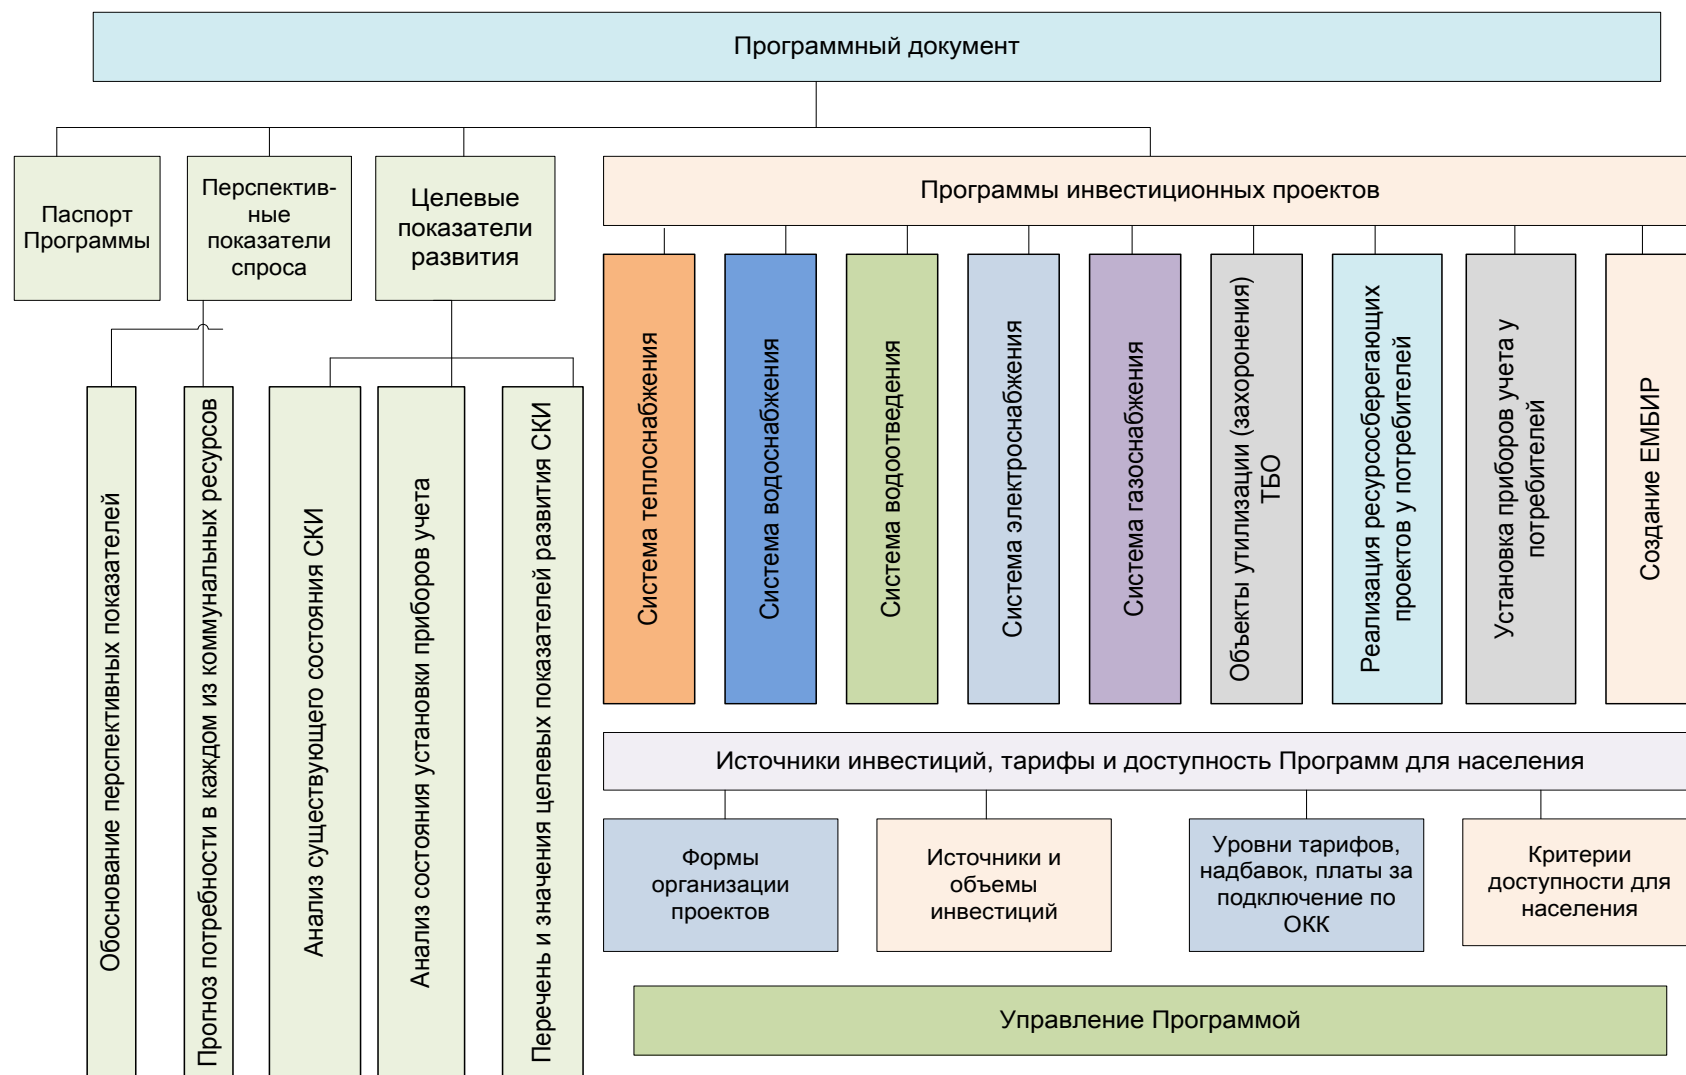 Программный документ
Паспорт
Программы
Перспектив-
ные
показатели
спроса
Целевые
показатели
развития
Программы инвестиционных проектов
Обоснование перспективных показателей
Прогноз потребности в каждом из коммунальных ресурсов
Анализ существующего состояния СКИ
Анализ состояния установки приборов учета
Перечень и значения целевых показателей развития СКИ
Система теплоснабжения
Система водоснабжения
Система водоотведения
Система электроснабжения
Система газоснабжения
Объекты утилизации (захоронения)
ТБО
Реализация ресурсосберегающих
проектов у потребителей
Установка приборов учета у
потребителей
Создание ЕМБИР
Источники инвестиций, тарифы и доступность Программ для населения
Формы
организации
проектов
Источники и
объемы
инвестиций
Уровни тарифов,
надбавок, платы за
подключение по
ОКК
Критерии
доступности для
населения
Управление Программой